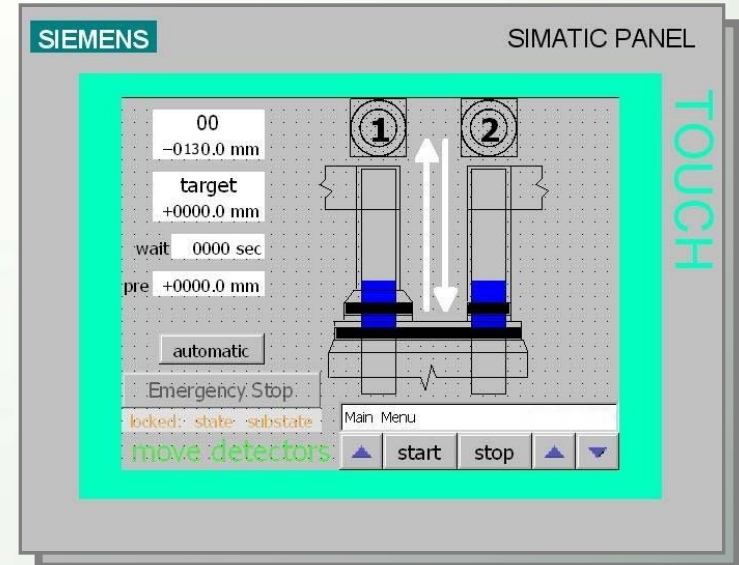 SIEMENS
SIMATIC PANEL
TOUCH
00
−0130.0 mm
target
+0000.0 mm
wait 0000 sec
pre +0000.0 mm
automatic
Emergency Stop
locked: state substate
move detectors
1
2
Main Menu
start
stop